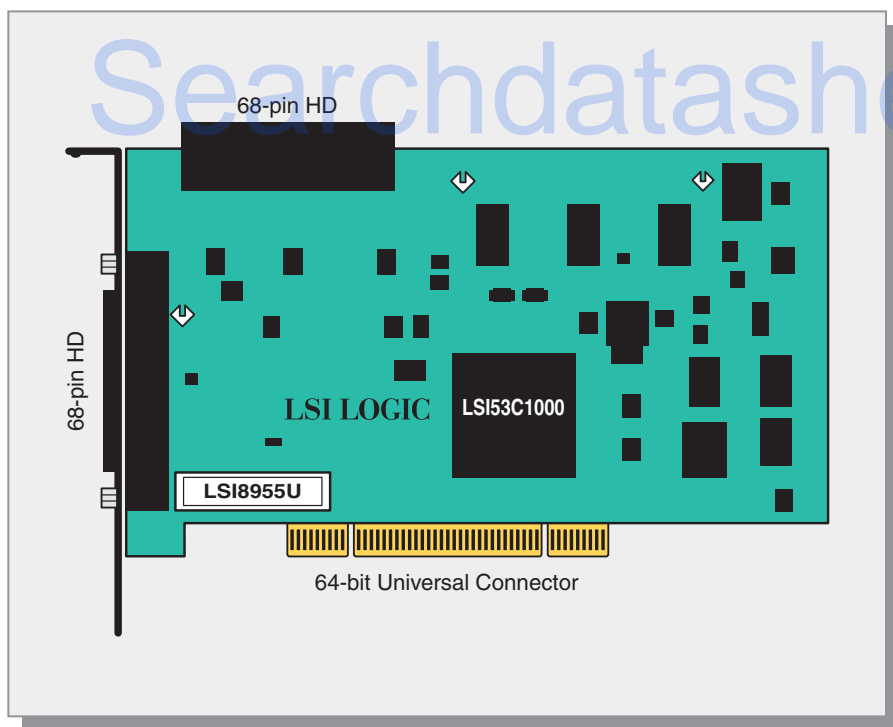 Searchdatashe
68-pin HD
68-pin HD
LSI LOGIC
LSI53C1000
LSI8955U
64-bit Universal Connector